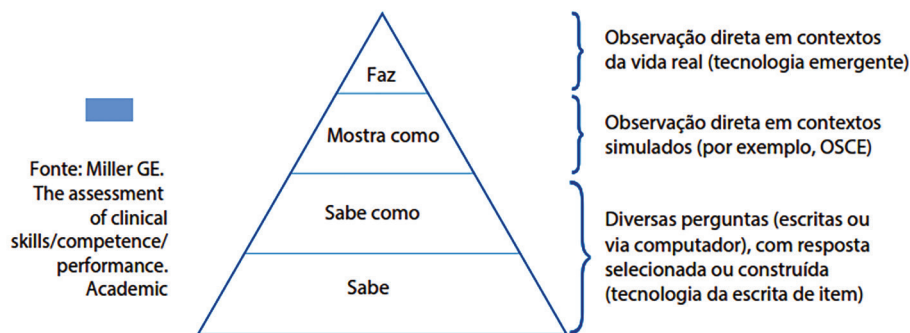 Fonte: Miller GE.
The assessment
of clinical
skills/competence/
performance.
Academic
Faz
Mostra como
Sabe como
Sabe
Observação direta em contextos
da vida real (tecnologia emergente)
Observação direta em contextos
simulados (por exemplo, OSCE)
Diversas perguntas (escritas ou
via computador), com resposta
selecionada ou construída
(tecnologia da escrita de item)